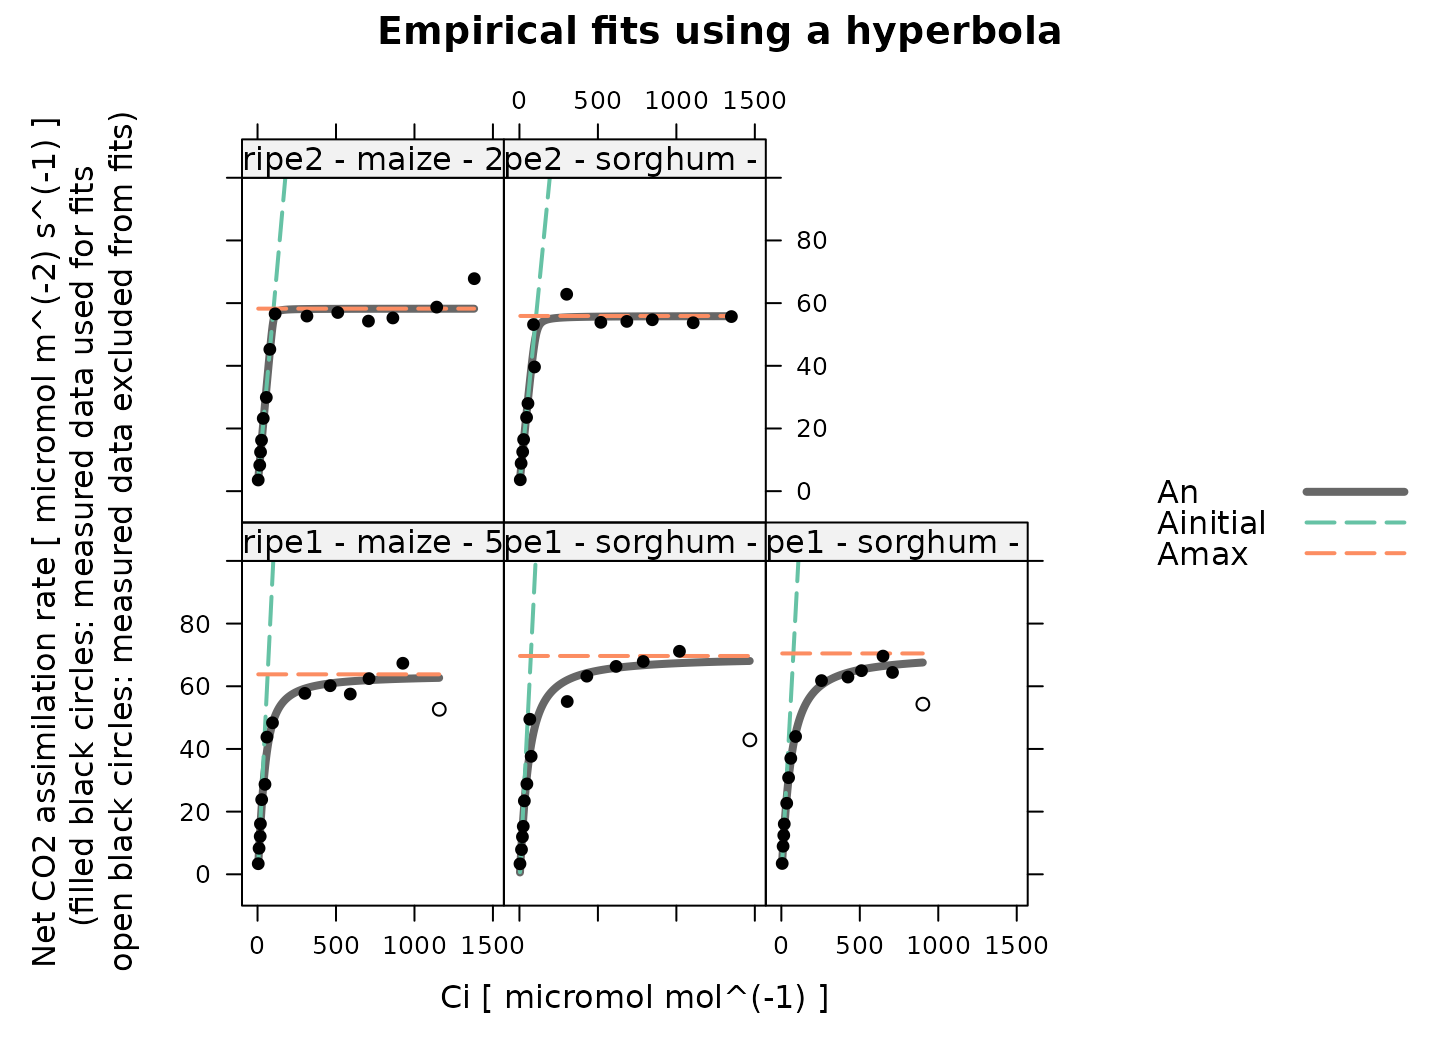 Empirical fits using a hyperbola
0 500 1000 1500
ripe2 - maize - 2
pe2 - sorghum -
80
60
40
20
0
ripe1 - maize - 5
pe1 - sorghum -
pe1 - sorghum -
80
60
40
20
0
0 500 1000 1500
0 500 1000 1500
Ci [ micromol mol^(-1) ]
Net CO2 assimilation rate [ micromol m^(-2) s^(-1) ]
(filled black circles: measured data used for fits
open black circles: measured data excluded from fits)
An
Ainitial
Amax